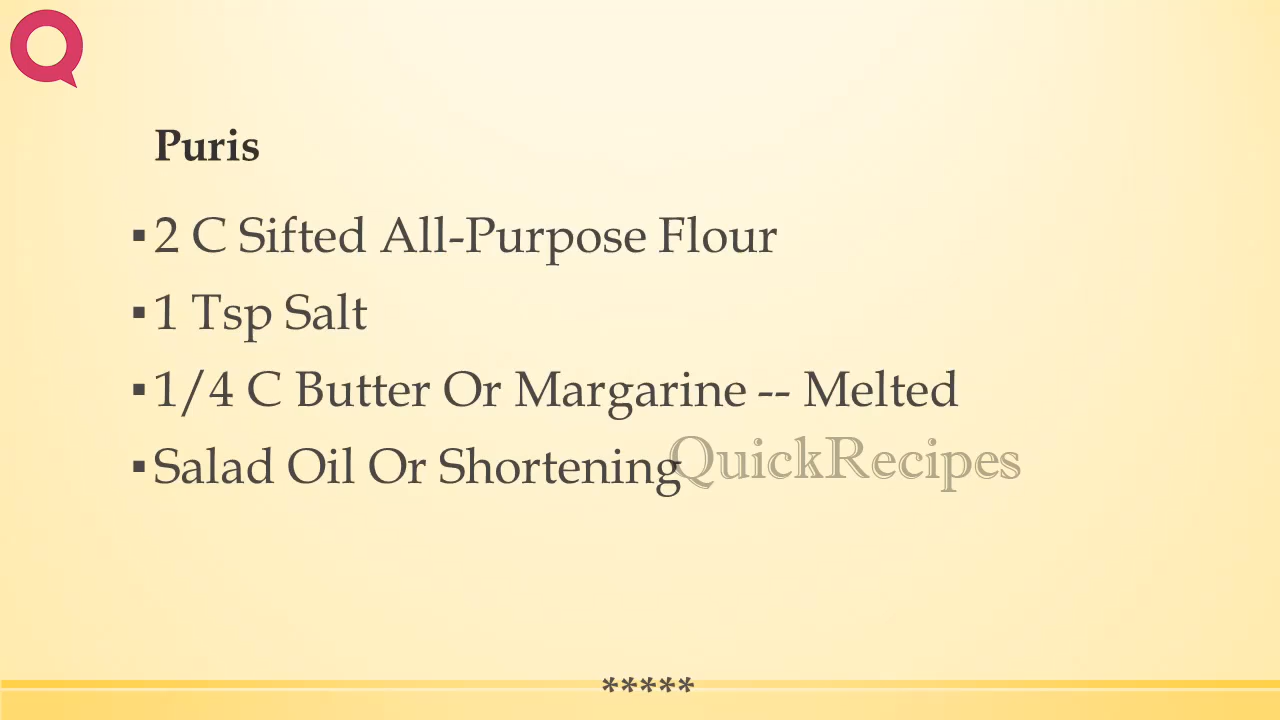 Puris
▪2 C Sifted All-Purpose Flour
▪1 Tsp Salt
▪1/4 C Butter Or Margarine -- Melted
▪Salad Oil Or Shortening
QuickRecipes
*****